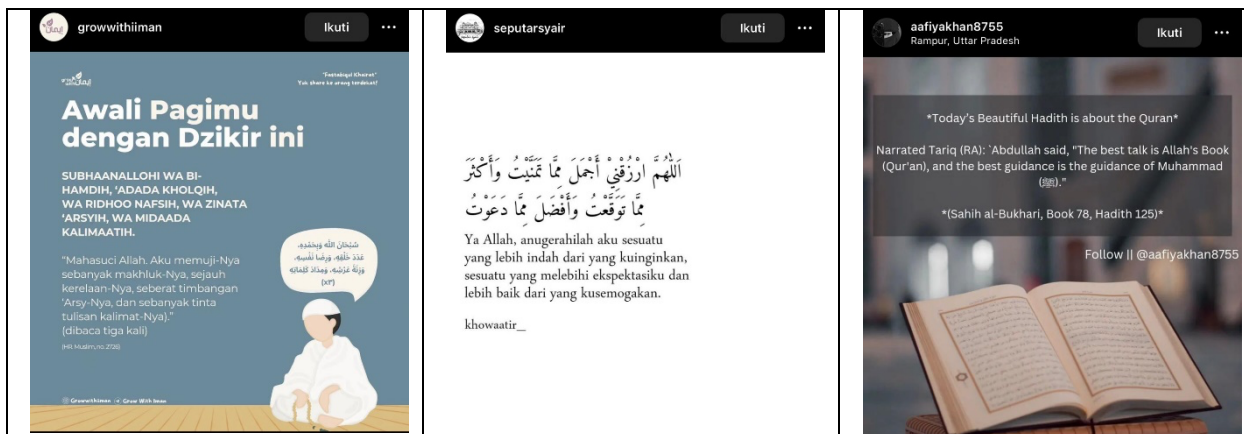 growwithiiman
Ikuti
"Fastabiqul Khairat"
Yuk share ke orang terdekat!
Awali Pagimu
dengan Dzikir ini
SUBHAANALLOHI WA BI-
HAMDIH, 'ADADA KHOLQIH,
WA RIDHOO NAFSIH, WA ZINATA
'ARSYIH, WA MIDAADA
KALIMAATIH.
"Mahasuci Allah. Aku memuji-Nya
sebanyak makhluk-Nya, sejauh
kerelaan-Nya, seberat timbangan
'Arsy-Nya, dan sebanyak tinta
tulisan kalimat-Nya)."
(dibaca tiga kali)
(HR Muslim,no. 2726)
سُبْحَانَ اللهِ وَبِحَمْدِهِ،
عَدَدَ خَلْقِهِ، وَرِضَا نَفْسِهِ،
وَزِنَةَ عَرْشِهِ، وَمِدَادَ كَلِمَاتِهِ
(x٣)
Growwithiiman Grow With Iman
seputarsyair
Ikuti
اَللّٰهُمَّ ارْزُقْنِيْ أَجْمَلَ مِمَّا تَمَنَّيْتُ وَأَكْثَرَ
مِمَّا تَوَقَّعْتُ وَأَفْضَلَ مِمَّا دَعَوْتُ
Ya Allah, anugerahilah aku sesuatu
yang lebih indah dari yang kuinginkan,
sesuatu yang melebihi ekspektasiku dan
lebih baik dari yang kusemogakan.
khowaatir_
aafiyakhan8755
Rampur, Uttar Pradesh
Ikuti
*Today's Beautiful Hadith is about the Quran*
Narrated Tariq (RA): `Abdullah said, "The best talk is Allah's Book
(Qur'an), and the best guidance is the guidance of Muhammad
(ﷺ)."
*(Sahih al-Bukhari, Book 78, Hadith 125)*
Follow || @aafiyakhan8755